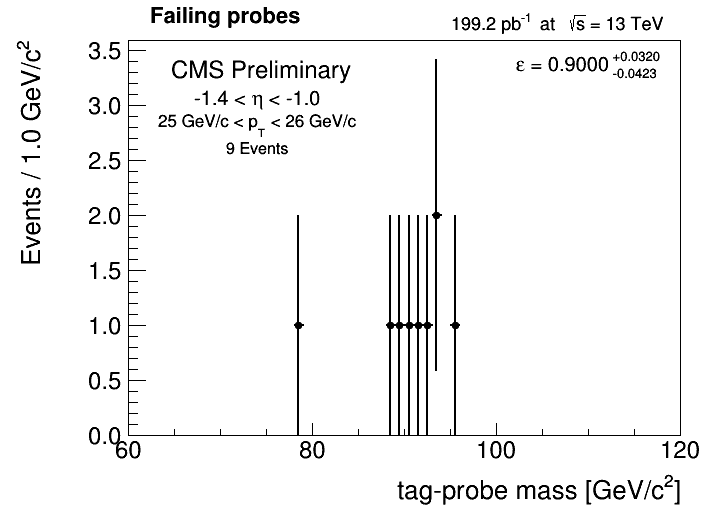 Failing probes
199.2 pb⁻¹ at √s = 13 TeV
CMS Preliminary
-1.4 < η < -1.0
25 GeV/c < p_T < 26 GeV/c
9 Events
ε = 0.9000 +0.0320 -0.0423
Events / 1.0 GeV/c²
3.5
3.0
2.5
2.0
1.5
1.0
0.5
0.0
60 80 100 120
tag-probe mass [GeV/c²]